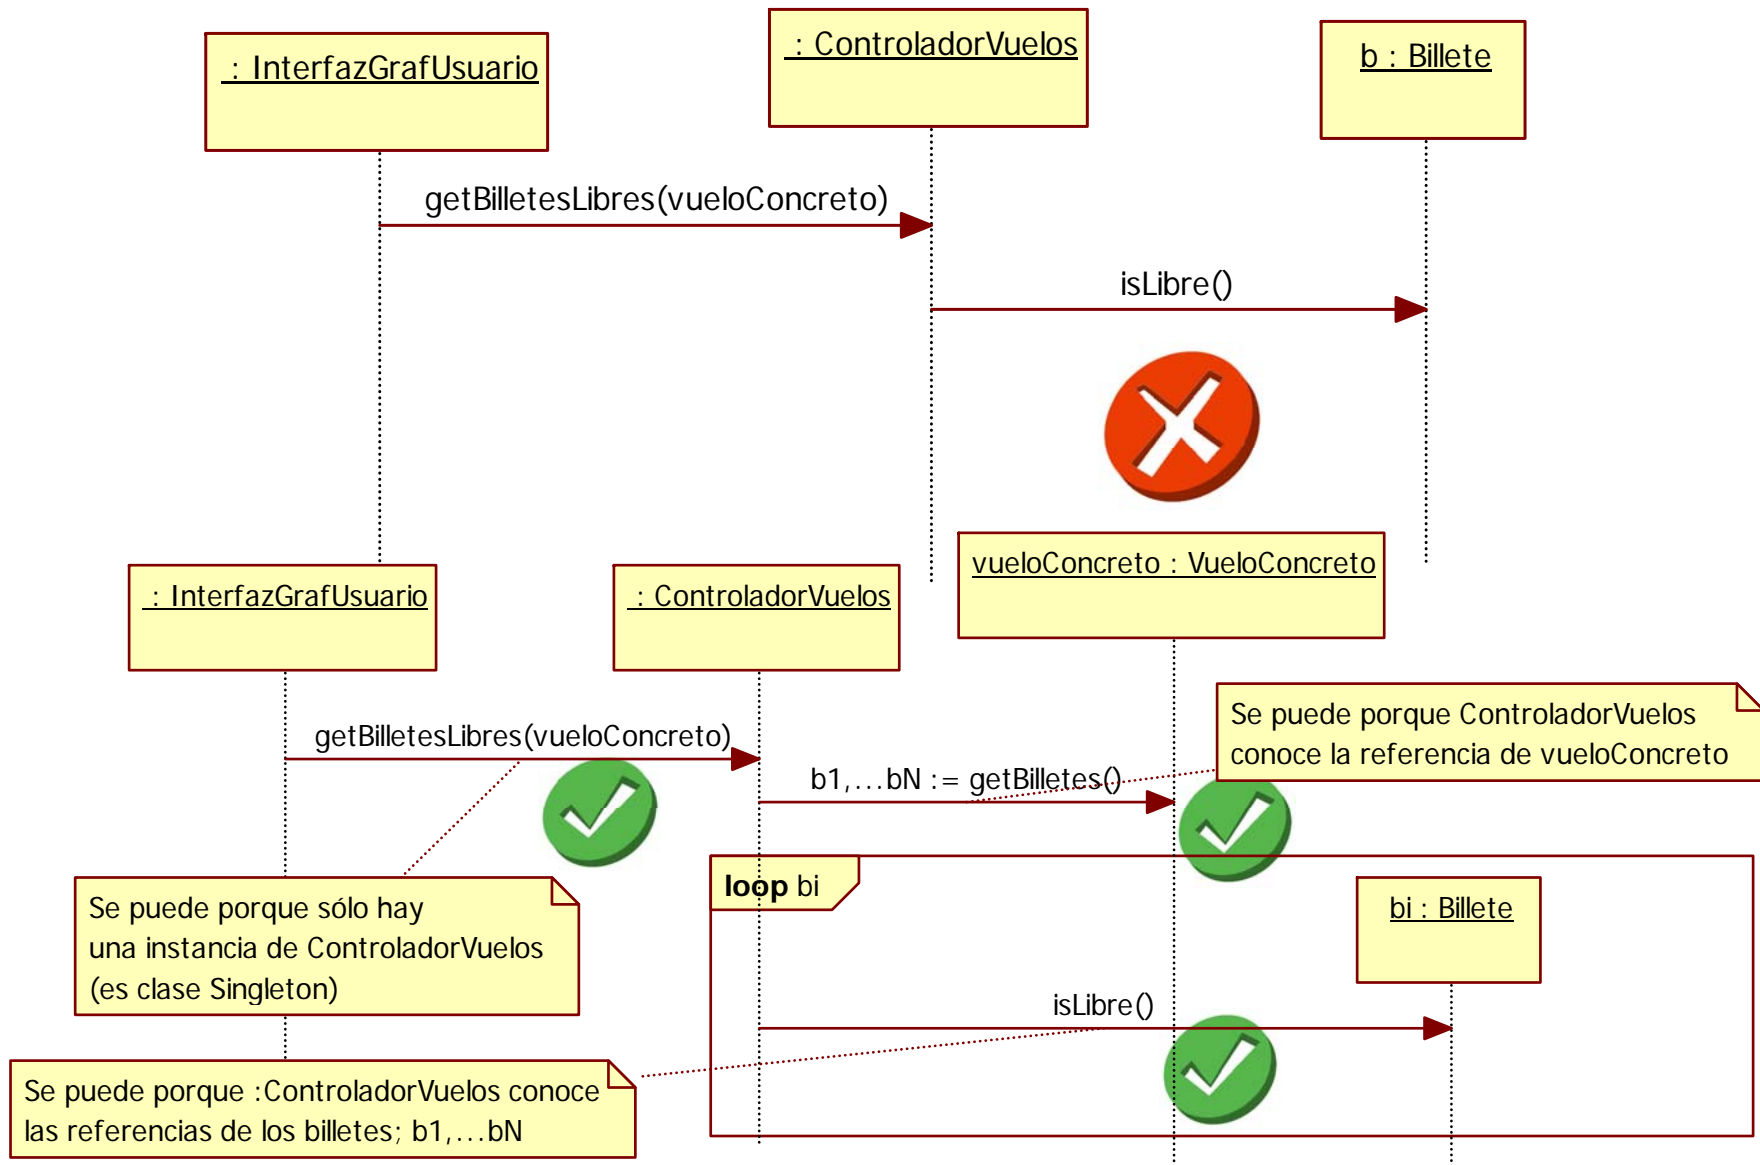 : InterfazGrafUsuario
: ControladorVuelos
b : Billete
getBilletesLibres(vueloConcreto)
isLibre()
: InterfazGrafUsuario
: ControladorVuelos
vueloConcreto : VueloConcreto
getBilletesLibres(vueloConcreto)
Se puede porque ControladorVuelos
conoce la referencia de vueloConcreto
b1,...bN := getBilletes()
loop bi
bi : Billete
Se puede porque sólo hay
una instancia de ControladorVuelos
(es clase Singleton)
isLibre()
Se puede porque :ControladorVuelos conoce
las referencias de los billetes; b1,...bN